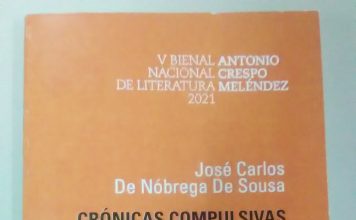 V BIENAL ANTONIO
NACIONAL CRESPO
DE LITERATURA MELÉNDEZ
2021
José Carlos
De Nóbrega De Sousa
CRÓNICAS COMPULSIVAS